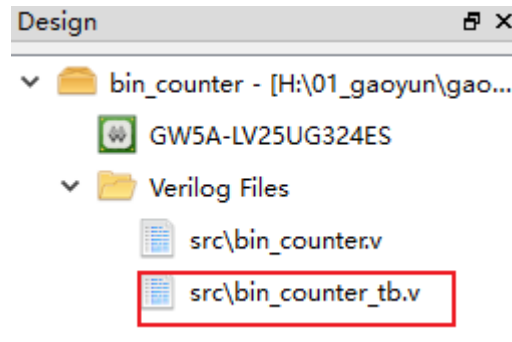 Design
bin_counter - [H:\01_gaoyun\gao...
GW5A-LV25UG324ES
Verilog Files
src\bin_counter.v
src\bin_counter_tb.v